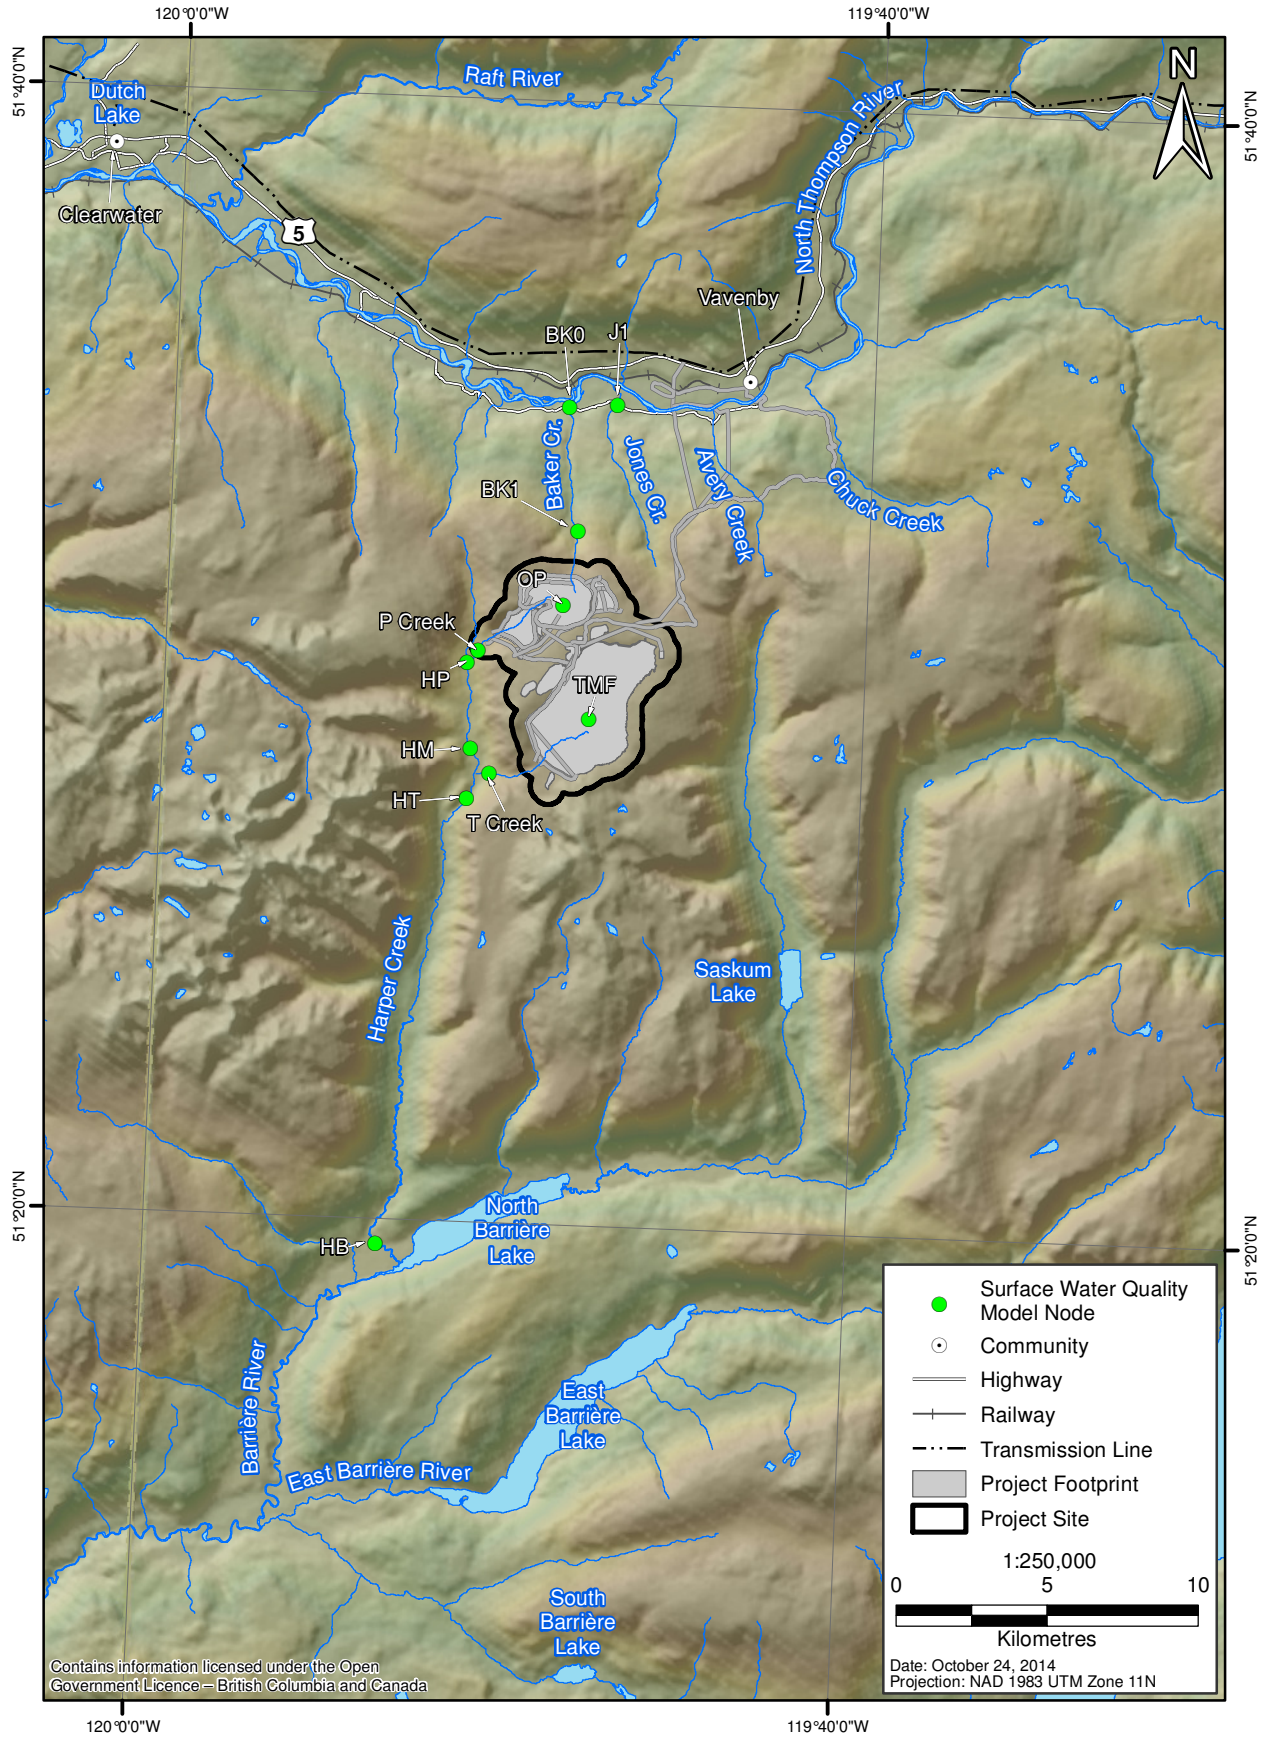 120°0'0"W
119°40'0"W
51°40'0"N
51°40'0"N
N
Raft River
Dutch
Lake
North Thompson River
Clearwater
5
Vavenby
BK0
J1
Baker Cr.
Jones Cr.
Avery Creek
Chuck Creek
BK1
OP
P Creek
HP
TMF
HM
HT
T Creek
Harper Creek
Saskum
Lake
51°20'0"N
51°20'0"N
North
Barrière
Lake
HB
Barrière River
East
Barrière
Lake
East Barrière River
South
Barrière
Lake
Surface Water Quality
Model Node
Community
Highway
Railway
Transmission Line
Project Footprint
Project Site
1:250,000
0 5 10
Kilometres
Date: October 24, 2014
Projection: NAD 1983 UTM Zone 11N
Contains information licensed under the Open
Government Licence – British Columbia and Canada
120°0'0"W
119°40'0"W